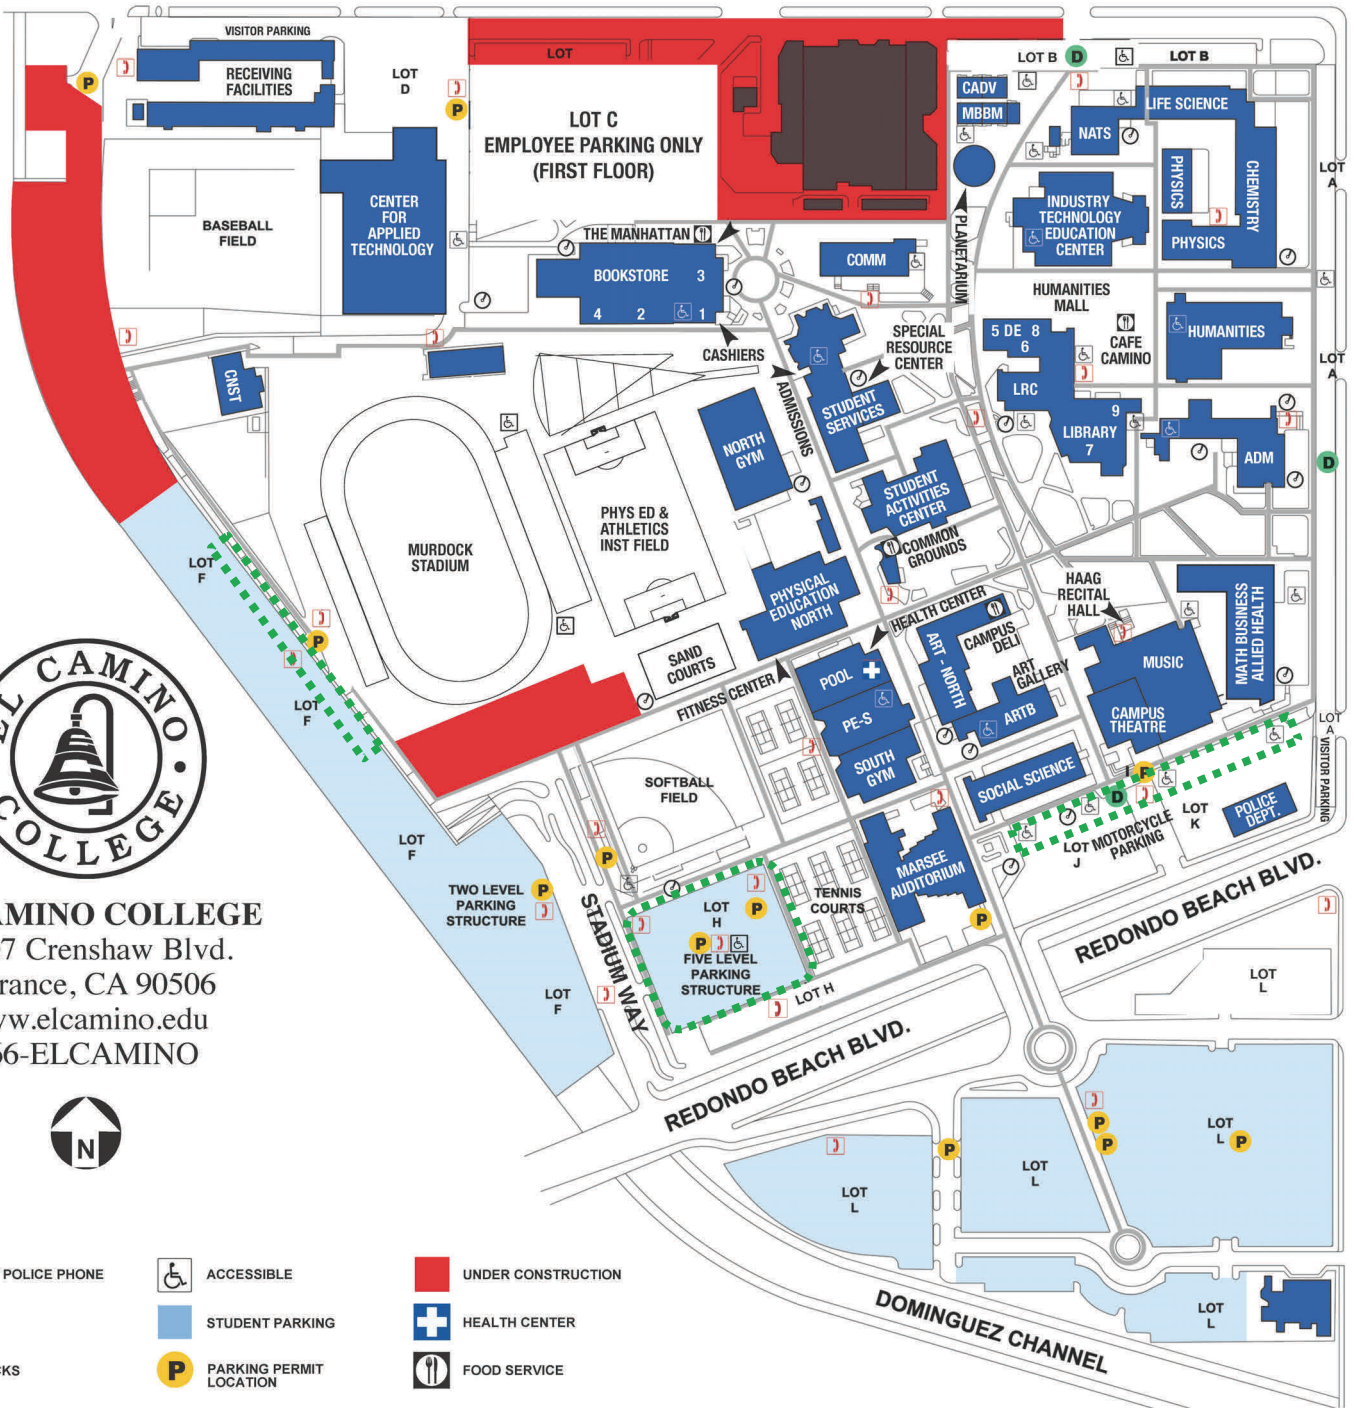 VISITOR PARKING
RECEIVING
FACILITIES
P
LOT
D
P
LOT
LOT C
EMPLOYEE PARKING ONLY
(FIRST FLOOR)
LOT B
D
LOT B
CADV
MBBM
NATS
LIFE SCIENCE
LOT
A
PHYSICS
CHEMISTRY
PHYSICS
INDUSTRY
TECHNOLOGY
EDUCATION
CENTER
PLANETARIUM
CENTER
FOR
APPLIED
TECHNOLOGY
BASEBALL
FIELD
THE MANHATTAN
BOOKSTORE
3
4
2
1
CASHIERS
COMM
HUMANITIES
MALL
CAFE
CAMINO
HUMANITIES
SPECIAL
RESOURCE
CENTER
5 DE 8
6
LRC
9
LIBRARY
7
LOT
A
ADM
D
CNST
ADMISSIONS
STUDENT
SERVICES
NORTH
GYM
STUDENT
ACTIVITIES
CENTER
COMMON
GROUNDS
PHYS ED &
ATHLETICS
INST FIELD
MURDOCK
STADIUM
LOT
F
P
LOT
F
PHYSICAL
EDUCATION
NORTH
HEALTH CENTER
HAAG
RECITAL
HALL
CAMPUS
DELI
ART - NORTH
ART
GALLERY
ARTB
MUSIC
CAMPUS
THEATRE
MATH BUSINESS
ALLIED HEALTH
SAND
COURTS
FITNESS CENTER
POOL
PE-S
SOUTH
GYM
SOCIAL SCIENCE
LOT
A
VISITOR PARKING
P
D
LOT
J
MOTORCYCLE
PARKING
LOT
K
POLICE
DEPT.
EL CAMINO
COLLEGE
SOFTBALL
FIELD
LOT
F
P
TWO LEVEL
PARKING
STRUCTURE
P
LOT
H
P
P
FIVE LEVEL
PARKING
STRUCTURE
TENNIS
COURTS
MARSEE
AUDITORIUM
P
LOT H
STADIUM WAY
LOT
F
REDONDO BEACH BLVD.
REDONDO BEACH BLVD.
LOT
L
AMINO COLLEGE
7 Crenshaw Blvd.
rance, CA 90506
w.elcamino.edu
66-ELCAMINO
N
P
P
LOT
L
P
P
LOT
L
LOT
L
LOT
L
DOMINGUEZ CHANNEL
POLICE PHONE
ACCESSIBLE
UNDER CONSTRUCTION
STUDENT PARKING
HEALTH CENTER
CKS
P
PARKING PERMIT
LOCATION
FOOD SERVICE